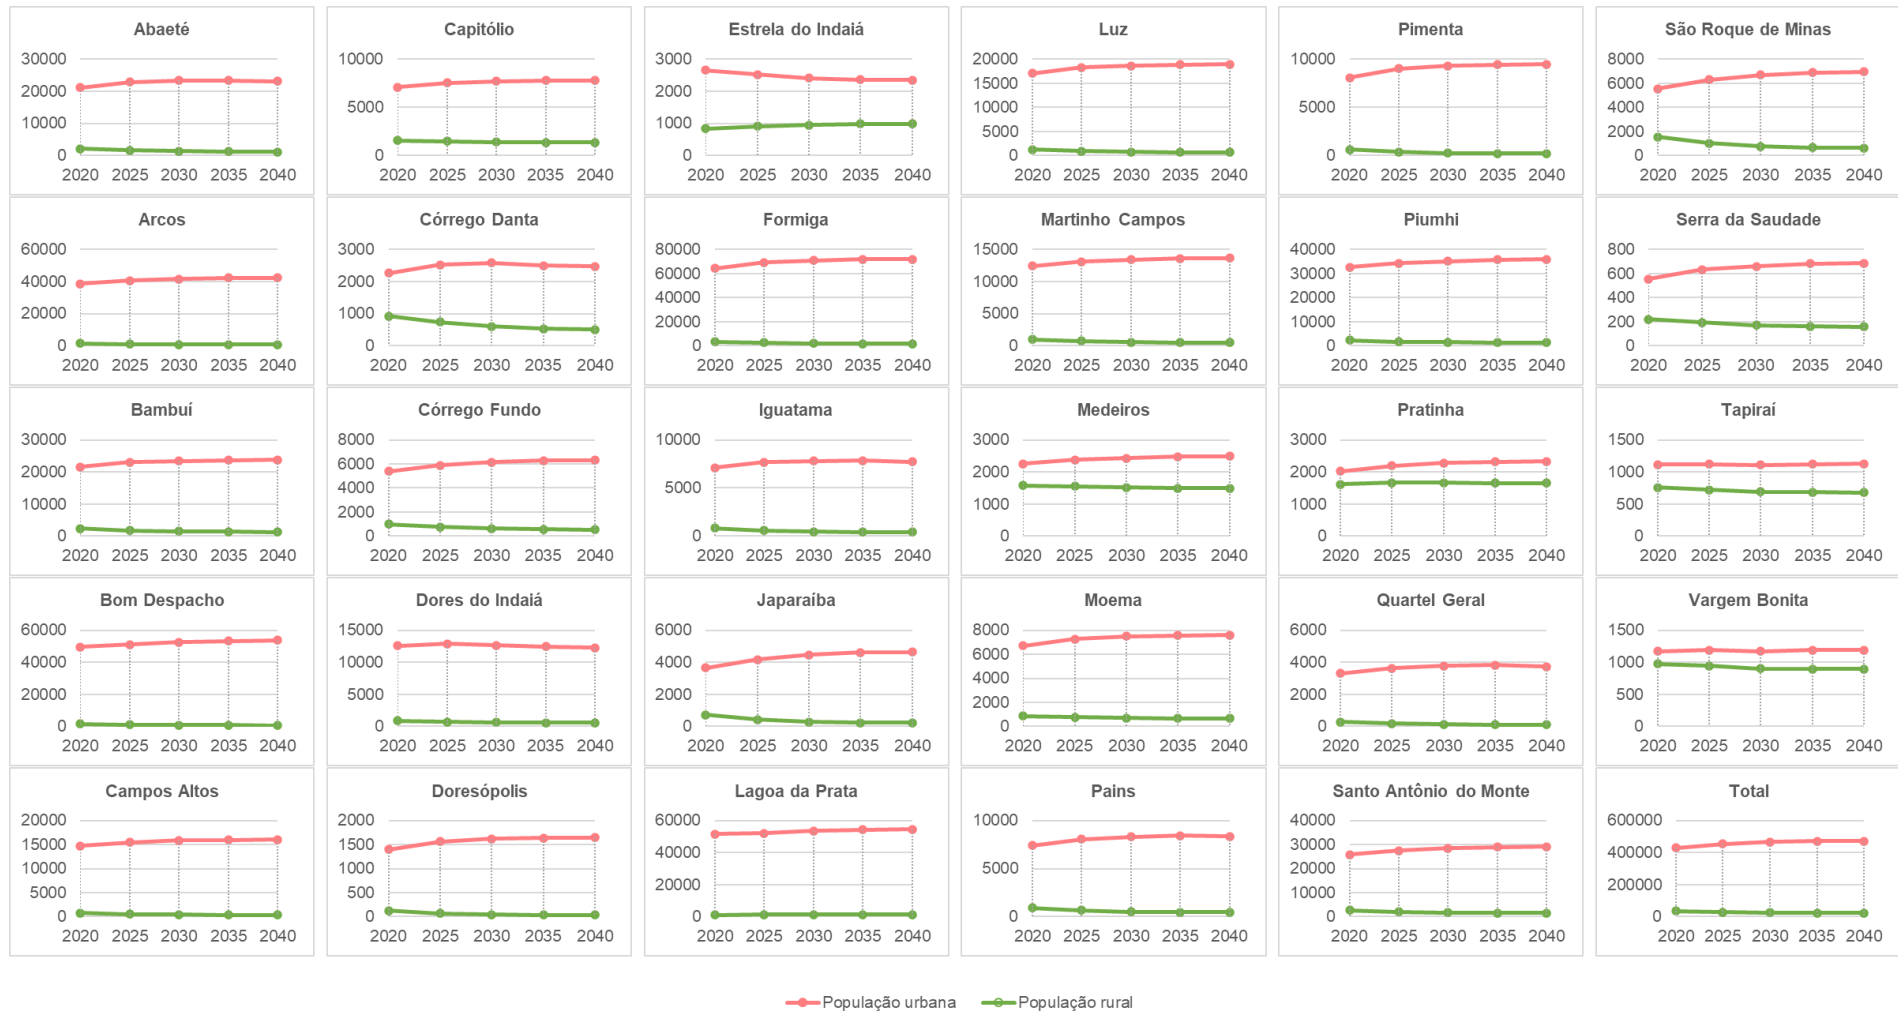 Abaeté
30000
20000
10000
0
2020 2025 2030 2035 2040
Capitólio
10000
5000
0
2020 2025 2030 2035 2040
Estrela do Indaiá
3000
2000
1000
0
2020 2025 2030 2035 2040
Luz
20000
15000
10000
5000
0
2020 2025 2030 2035 2040
Pimenta
10000
5000
0
2020 2025 2030 2035 2040
São Roque de Minas
8000
6000
4000
2000
0
2020 2025 2030 2035 2040
Arcos
60000
40000
20000
0
2020 2025 2030 2035 2040
Córrego Danta
3000
2000
1000
0
2020 2025 2030 2035 2040
Formiga
80000
60000
40000
20000
0
2020 2025 2030 2035 2040
Martinho Campos
15000
10000
5000
0
2020 2025 2030 2035 2040
Piumhi
40000
30000
20000
10000
0
2020 2025 2030 2035 2040
Serra da Saudade
800
600
400
200
0
2020 2025 2030 2035 2040
Bambuí
30000
20000
10000
0
2020 2025 2030 2035 2040
Córrego Fundo
8000
6000
4000
2000
0
2020 2025 2030 2035 2040
Iguatama
10000
5000
0
2020 2025 2030 2035 2040
Medeiros
3000
2000
1000
0
2020 2025 2030 2035 2040
Pratinha
3000
2000
1000
0
2020 2025 2030 2035 2040
Tapiraí
1500
1000
500
0
2020 2025 2030 2035 2040
Bom Despacho
60000
40000
20000
0
2020 2025 2030 2035 2040
Dores do Indaiá
15000
10000
5000
0
2020 2025 2030 2035 2040
Japaraíba
6000
4000
2000
0
2020 2025 2030 2035 2040
Moema
8000
6000
4000
2000
0
2020 2025 2030 2035 2040
Quartel Geral
6000
4000
2000
0
2020 2025 2030 2035 2040
Vargem Bonita
1500
1000
500
0
2020 2025 2030 2035 2040
Campos Altos
20000
15000
10000
5000
0
2020 2025 2030 2035 2040
Doresópolis
2000
1500
1000
500
0
2020 2025 2030 2035 2040
Lagoa da Prata
60000
40000
20000
0
2020 2025 2030 2035 2040
Pains
10000
5000
0
2020 2025 2030 2035 2040
Santo Antônio do Monte
40000
30000
20000
10000
0
2020 2025 2030 2035 2040
Total
600000
400000
200000
0
2020 2025 2030 2035 2040
População urbana
População rural